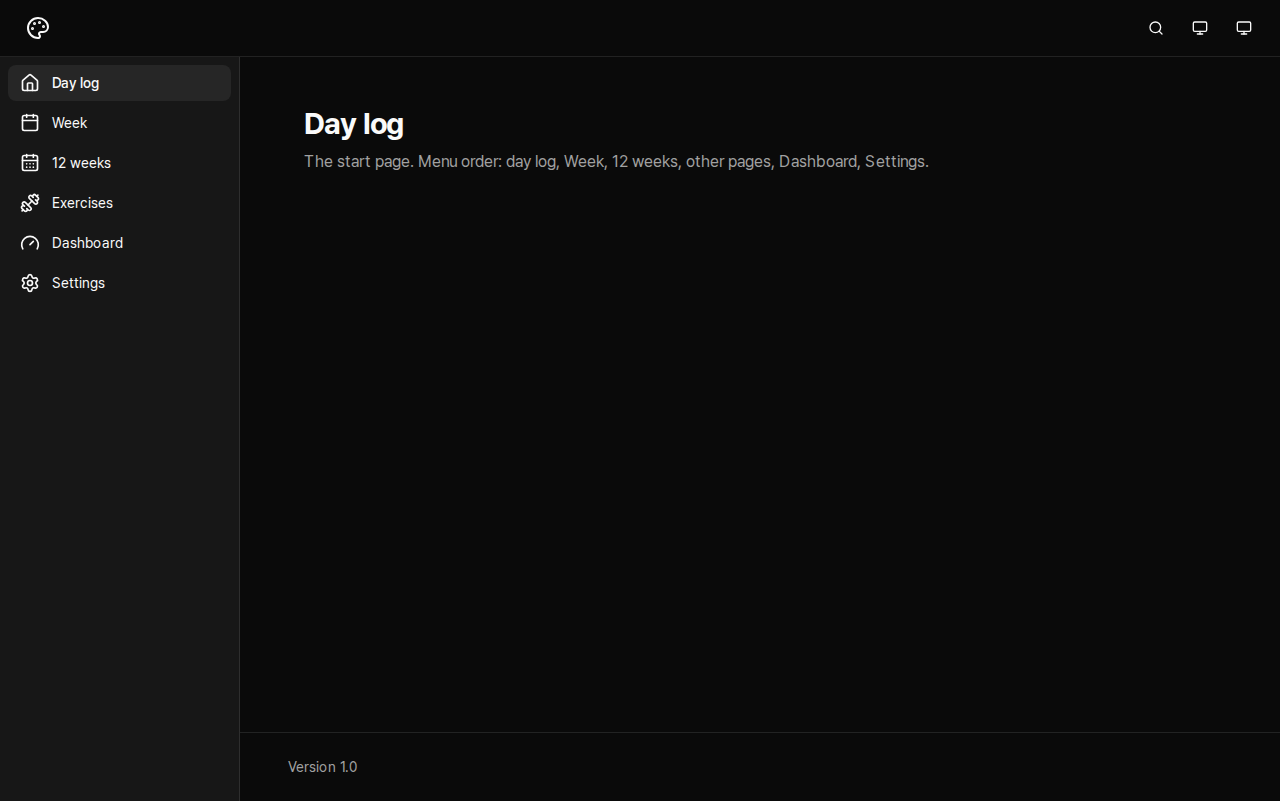 Day log
Week
12 weeks
Exercises
Dashboard
Settings
Day log
The start page. Menu order: day log, Week, 12 weeks, other pages, Dashboard, Settings.
Version 1.0